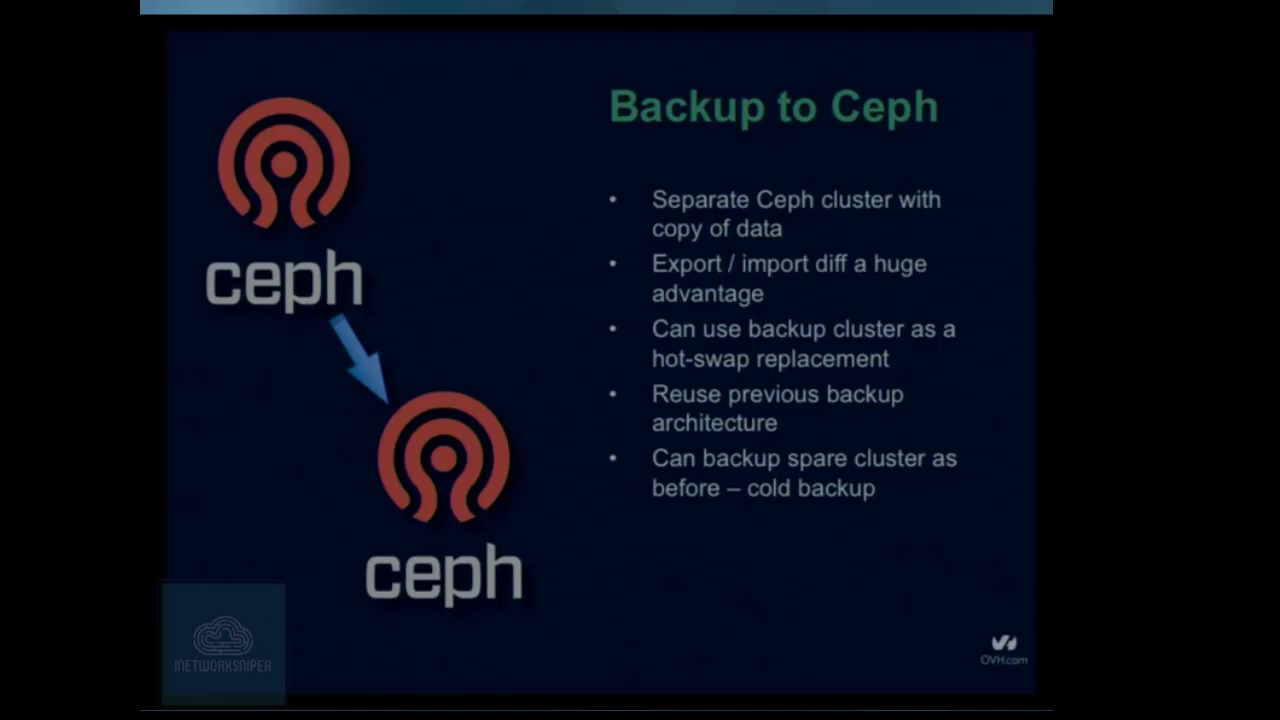 Backup to Ceph
• Separate Ceph cluster with
copy of data
• Export / import diff a huge
advantage
• Can use backup cluster as a
hot-swap replacement
• Reuse previous backup
architecture
• Can backup spare cluster as
before – cold backup
ceph
ceph
INETWORKSNIPER
OVH.com